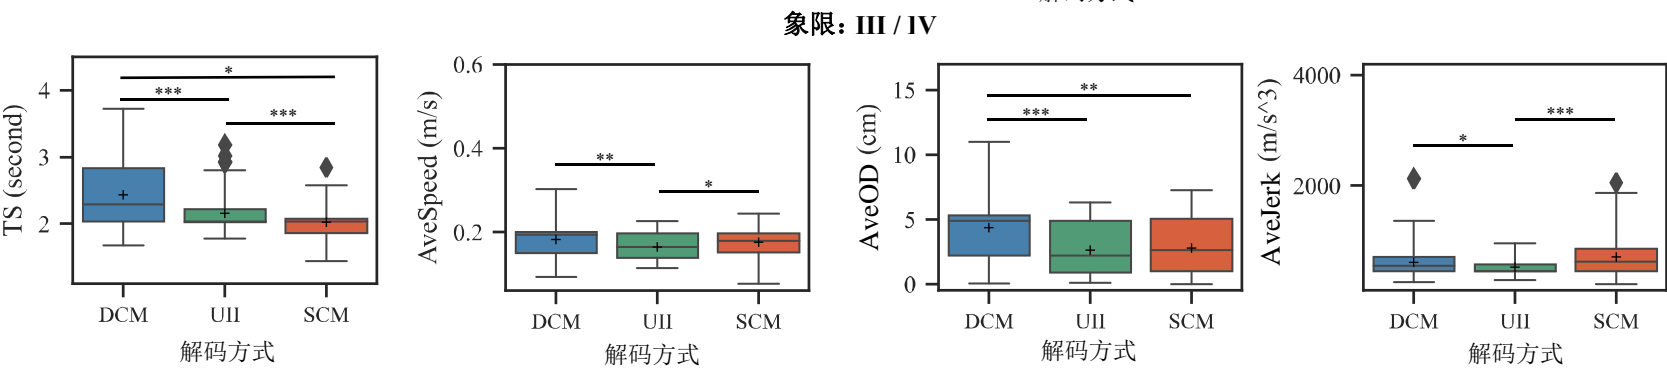 象限: III / lV
4
3
2
TS (second)
*
***
***
DCM
UII
SCM
解码方式
0.6
0.4
0.2
AveSpeed (m/s)
**
*
DCM
UII
SCM
解码方式
15
10
5
0
AveOD (cm)
**
***
DCM
UII
SCM
解码方式
4000
2000
AveJerk (m/s^3)
***
*
DCM
UII
SCM
解码方式